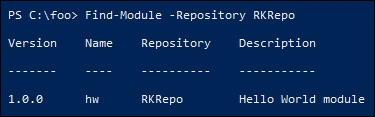 PS C:\foo> Find-Module -Repository RKRepo
Version Name Repository Description
------- ---- ---------- -----------
1.0.0 hw RKRepo Hello World module